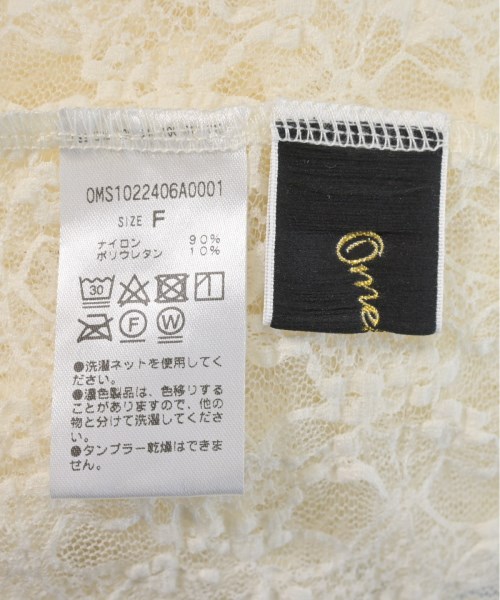 OMS1022406A0001
SIZE F
ナイロン 90%
ポリウレタン 10%
30
F W
●洗濯ネットを使用してく
ださい。
●濃色製品は、色移りする
ことがありますので、他の
物と分けて洗濯してくださ
い。
●タンブラー乾燥はできま
せん。